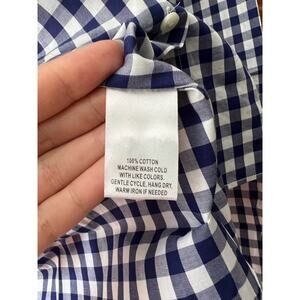 100% COTTON
MACHINE WASH COLD
WITH LIKE COLORS.
GENTLE CYCLE, HANG DRY,
WARM IRON IF NEEDED